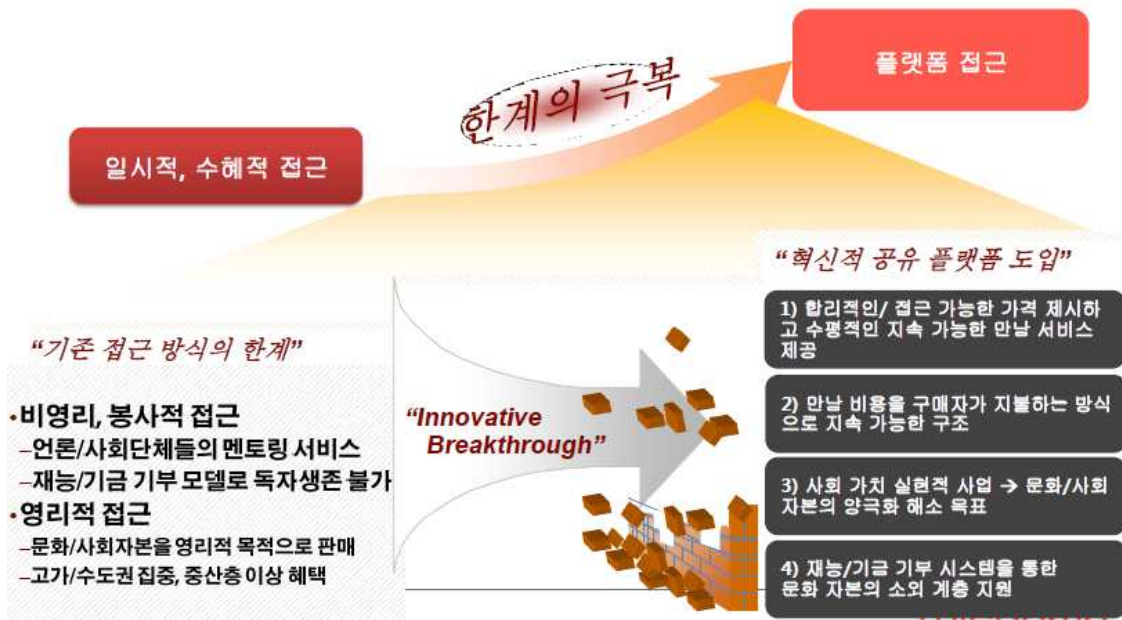 플랫폼 접근
한계의 극복
일시적, 수혜적 접근
“혁신적 공유 플랫폼 도입”
1) 합리적인/ 접근 가능한 가격 제시하
고 수평적인 지속 가능한 만남 서비스
제공
2) 만날 비용을 구매자가 지불하는 방식
으로 지속 가능한 구조
3) 사회 가치 실현적 사업 → 문화/사회
자본의 양극화 해소 목표
4) 재능/기금 기부 시스템을 통한
문화 자본의 소외 계층 지원
“기존 접근 방식의 한계”
•비영리, 봉사적 접근
–언론/사회단체들의 멘토링 서비스
–재능/기금 기부 모델로 독자생존 불가
•영리적 접근
–문화/사회자본을 영리적 목적으로 판매
–고가/수도권 집중, 중산층 이상 혜택
“Innovative
Breakthrough”